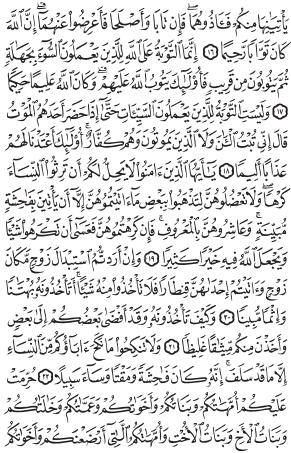 يَأْتِيَٰنِهَا مِنكُمْ فَـَٔاذُوهُمَا ۖ فَإِن تَابَا وَأَصْلَحَا فَأَعْرِضُوا۟ عَنْهُمَآ ۗ إِنَّ ٱللَّهَ
كَانَ تَوَّابًا رَّحِيمًا ١٦ إِنَّمَا ٱلتَّوْبَةُ عَلَى ٱللَّهِ لِلَّذِينَ يَعْمَلُونَ ٱلسُّوٓءَ بِجَهَٰلَةٍ
ثُمَّ يَتُوبُونَ مِن قَرِيبٍ فَأُو۟لَٰٓئِكَ يَتُوبُ ٱللَّهُ عَلَيْهِمْ ۗ وَكَانَ ٱللَّهُ عَلِيمًا حَكِيمًا
١٧ وَلَيْسَتِ ٱلتَّوْبَةُ لِلَّذِينَ يَعْمَلُونَ ٱلسَّيِّـَٔاتِ حَتَّىٰٓ إِذَا حَضَرَ أَحَدَهُمُ ٱلْمَوْتُ
قَالَ إِنِّى تُبْتُ ٱلْـَٰٔنَ وَلَا ٱلَّذِينَ يَمُوتُونَ وَهُمْ كُفَّارٌ ۚ أُو۟لَٰٓئِكَ أَعْتَدْنَا لَهُمْ
عَذَابًا أَلِيمًا ١٨ يَٰٓأَيُّهَا ٱلَّذِينَ ءَامَنُوا۟ لَا يَحِلُّ لَكُمْ أَن تَرِثُوا۟ ٱلنِّسَآءَ
كَرْهًا ۖ وَلَا تَعْضُلُوهُنَّ لِتَذْهَبُوا۟ بِبَعْضِ مَآ ءَاتَيْتُمُوهُنَّ إِلَّآ أَن يَأْتِينَ بِفَٰحِشَةٍ
مُّبَيِّنَةٍ ۚ وَعَاشِرُوهُنَّ بِٱلْمَعْرُوفِ ۚ فَإِن كَرِهْتُمُوهُنَّ فَعَسَىٰٓ أَن تَكْرَهُوا۟ شَيْـًٔا
وَيَجْعَلَ ٱللَّهُ فِيهِ خَيْرًا كَثِيرًا ١٩ وَإِنْ أَرَدتُّمُ ٱسْتِبْدَالَ زَوْجٍ مَّكَانَ
زَوْجٍ وَءَاتَيْتُمْ إِحْدَىٰهُنَّ قِنطَارًا فَلَا تَأْخُذُوا۟ مِنْهُ شَيْـًٔا ۚ أَتَأْخُذُونَهُۥ بُهْتَٰنًا
وَإِثْمًا مُّبِينًا ٢٠ وَكَيْفَ تَأْخُذُونَهُۥ وَقَدْ أَفْضَىٰ بَعْضُكُمْ إِلَىٰ بَعْضٍ
وَأَخَذْنَ مِنكُم مِّيثَٰقًا غَلِيظًا ٢١ وَلَا تَنكِحُوا۟ مَا نَكَحَ ءَابَآؤُكُم مِّنَ ٱلنِّسَآءِ
إِلَّا مَا قَدْ سَلَفَ ۚ إِنَّهُۥ كَانَ فَٰحِشَةً وَمَقْتًا وَسَآءَ سَبِيلًا ٢٢ حُرِّمَتْ
عَلَيْكُمْ أُمَّهَٰتُكُمْ وَبَنَاتُكُمْ وَأَخَوَٰتُكُمْ وَعَمَّٰتُكُمْ وَخَٰلَٰتُكُمْ
وَبَنَاتُ ٱلْأَخِ وَبَنَاتُ ٱلْأُخْتِ وَأُمَّهَٰتُكُمُ ٱلَّٰتِىٓ أَرْضَعْنَكُمْ وَأَخَوَٰتُكُم